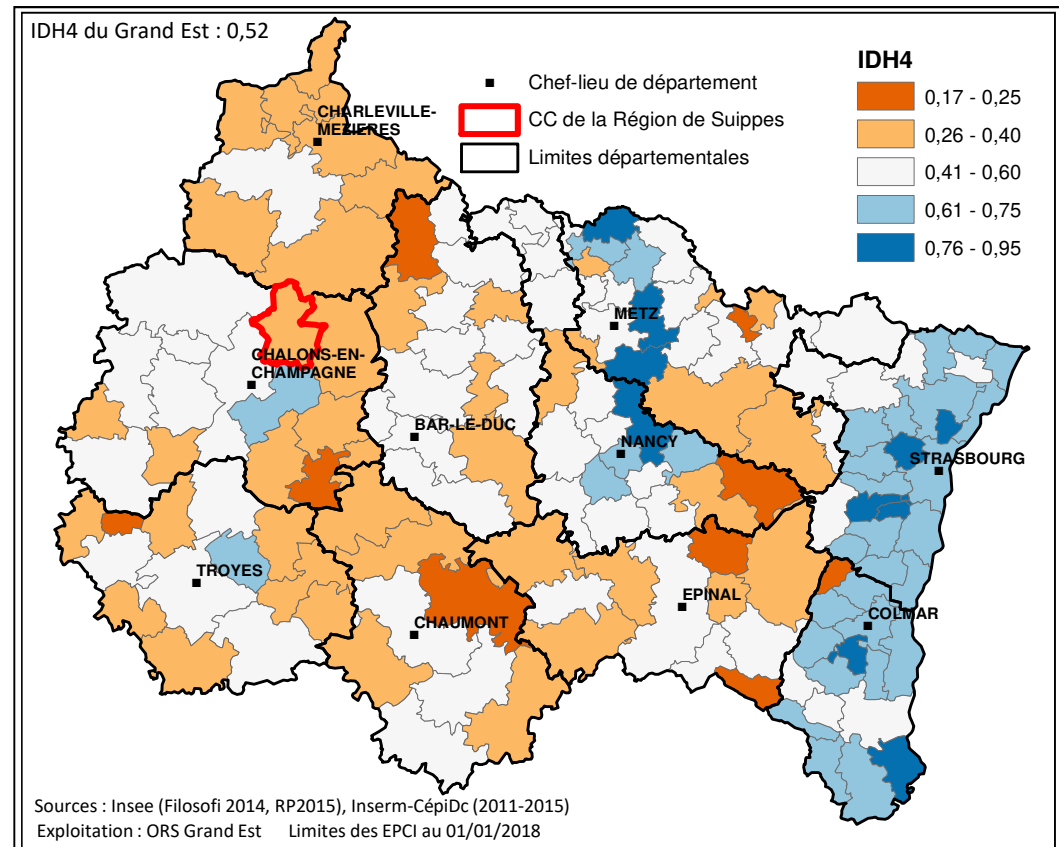 IDH4 du Grand Est : 0,52
IDH4
Chef-lieu de département
CC de la Région de Suippes
Limites départementales
0,17 - 0,25
0,26 - 0,40
0,41 - 0,60
0,61 - 0,75
0,76 - 0,95
CHARLEVILLE-
MEZIERES
METZ
CHALONS-EN-
CHAMPAGNE
BAR-LE-DUC
NANCY
STRASBOURG
TROYES
EPINAL
CHAUMONT
COLMAR
Sources : Insee (Filosofi 2014, RP2015), Inserm-CépiDc (2011-2015)
Exploitation : ORS Grand Est Limites des EPCI au 01/01/2018